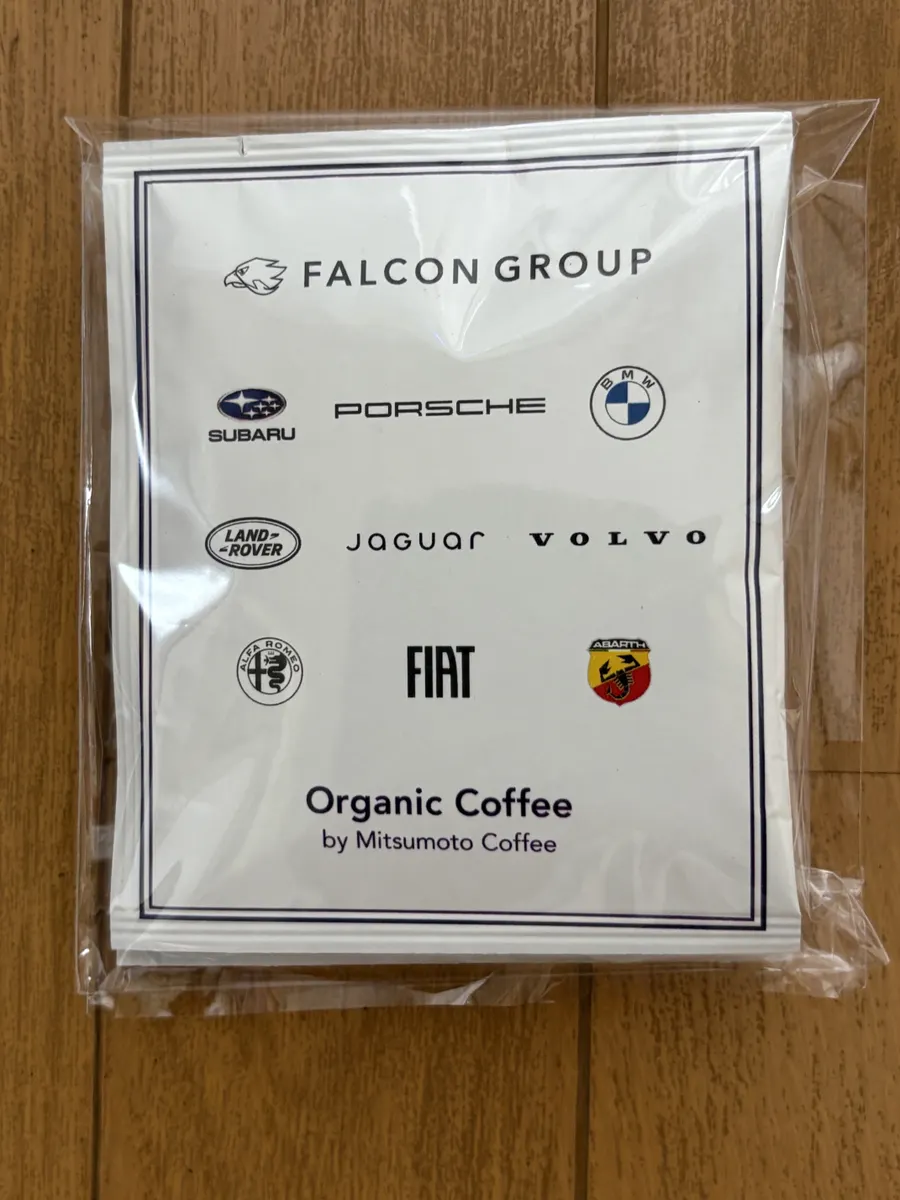 FALCON GROUP
SUBARU PORSCHE BMW
LAND ROVER JAGUAR VOLVO
ALFA ROMEO FIAT ABARTH
Organic Coffee
by Mitsumoto Coffee